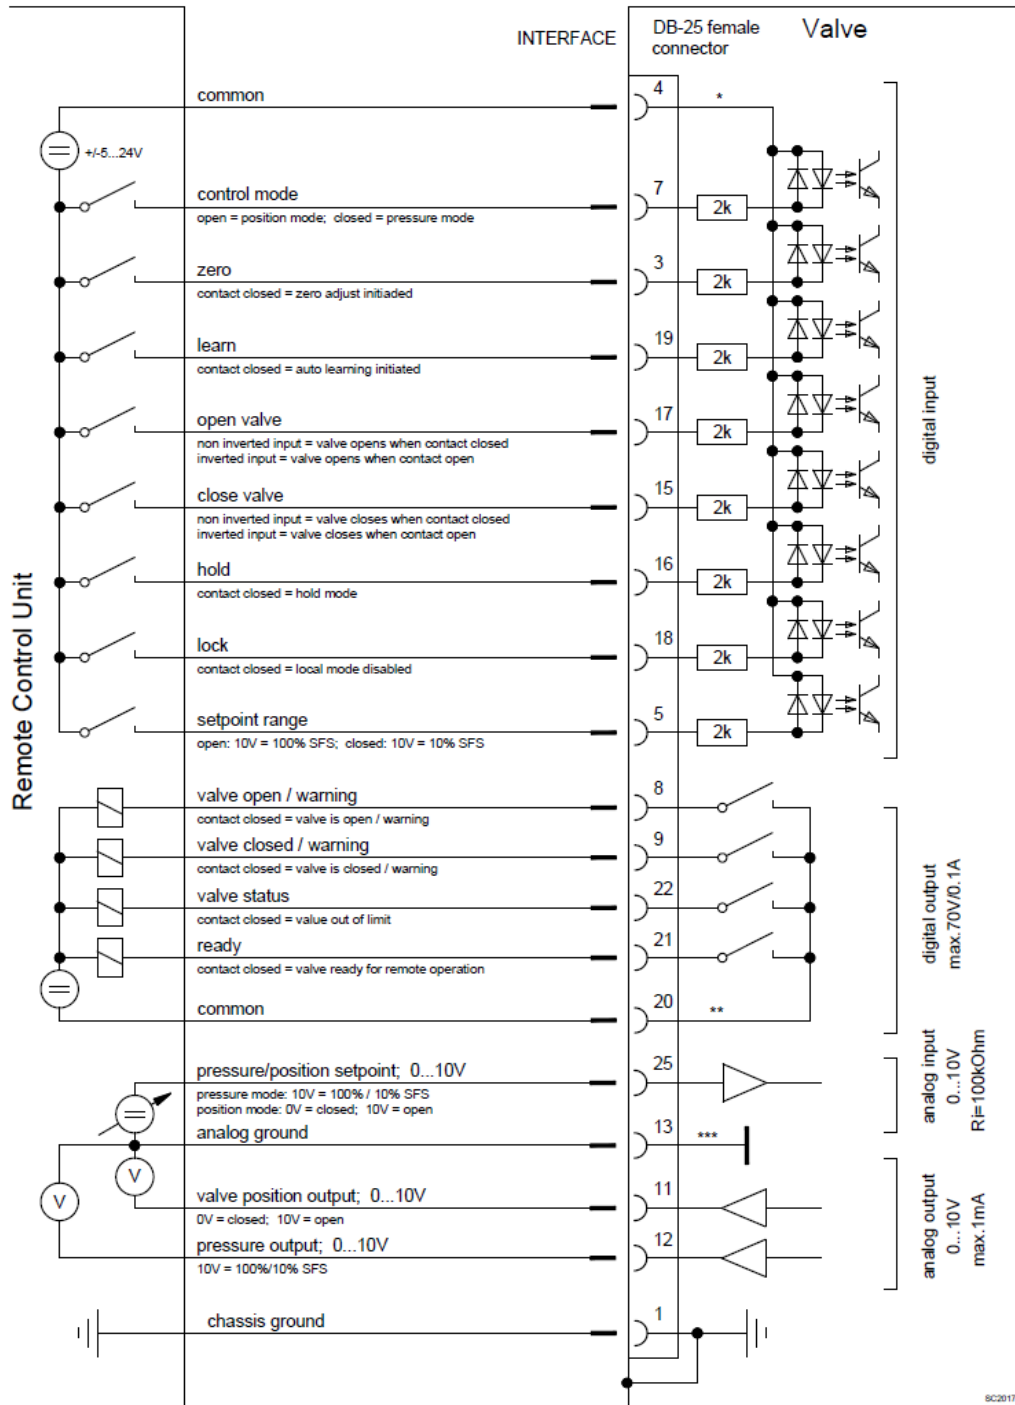 INTERFACE
DB-25 female
connector
Valve
common
4
*
+/-5...24V
control mode
open = position mode; closed = pressure mode
7
2k
zero
contact closed = zero adjust initiaded
3
2k
learn
contact closed = auto learning initiated
19
2k
open valve
non inverted input = valve opens when contact closed
inverted input = valve opens when contact open
17
2k
close valve
non inverted input = valve closes when contact closed
inverted input = valve closes when contact open
15
2k
hold
contact closed = hold mode
16
2k
lock
contact closed = local mode disabled
18
2k
setpoint range
open: 10V = 100% SFS; closed: 10V = 10% SFS
5
2k
digital input
Remote Control Unit
valve open / warning
contact closed = valve is open / warning
8
valve closed / warning
contact closed = valve is closed / warning
9
valve status
contact closed = value out of limit
22
ready
contact closed = valve ready for remote operation
21
common
20
**
digital output
max.70V/0.1A
pressure/position setpoint; 0...10V
pressure mode: 10V = 100% / 10% SFS
position mode: 0V = closed; 10V = open
25
analog ground
13
***
analog input
0...10V
Ri=100kOhm
V
V
valve position output; 0...10V
0V = closed; 10V = open
11
pressure output; 0...10V
10V = 100%/10% SFS
12
analog output
0...10V
max.1mA
chassis ground
1
SC2017